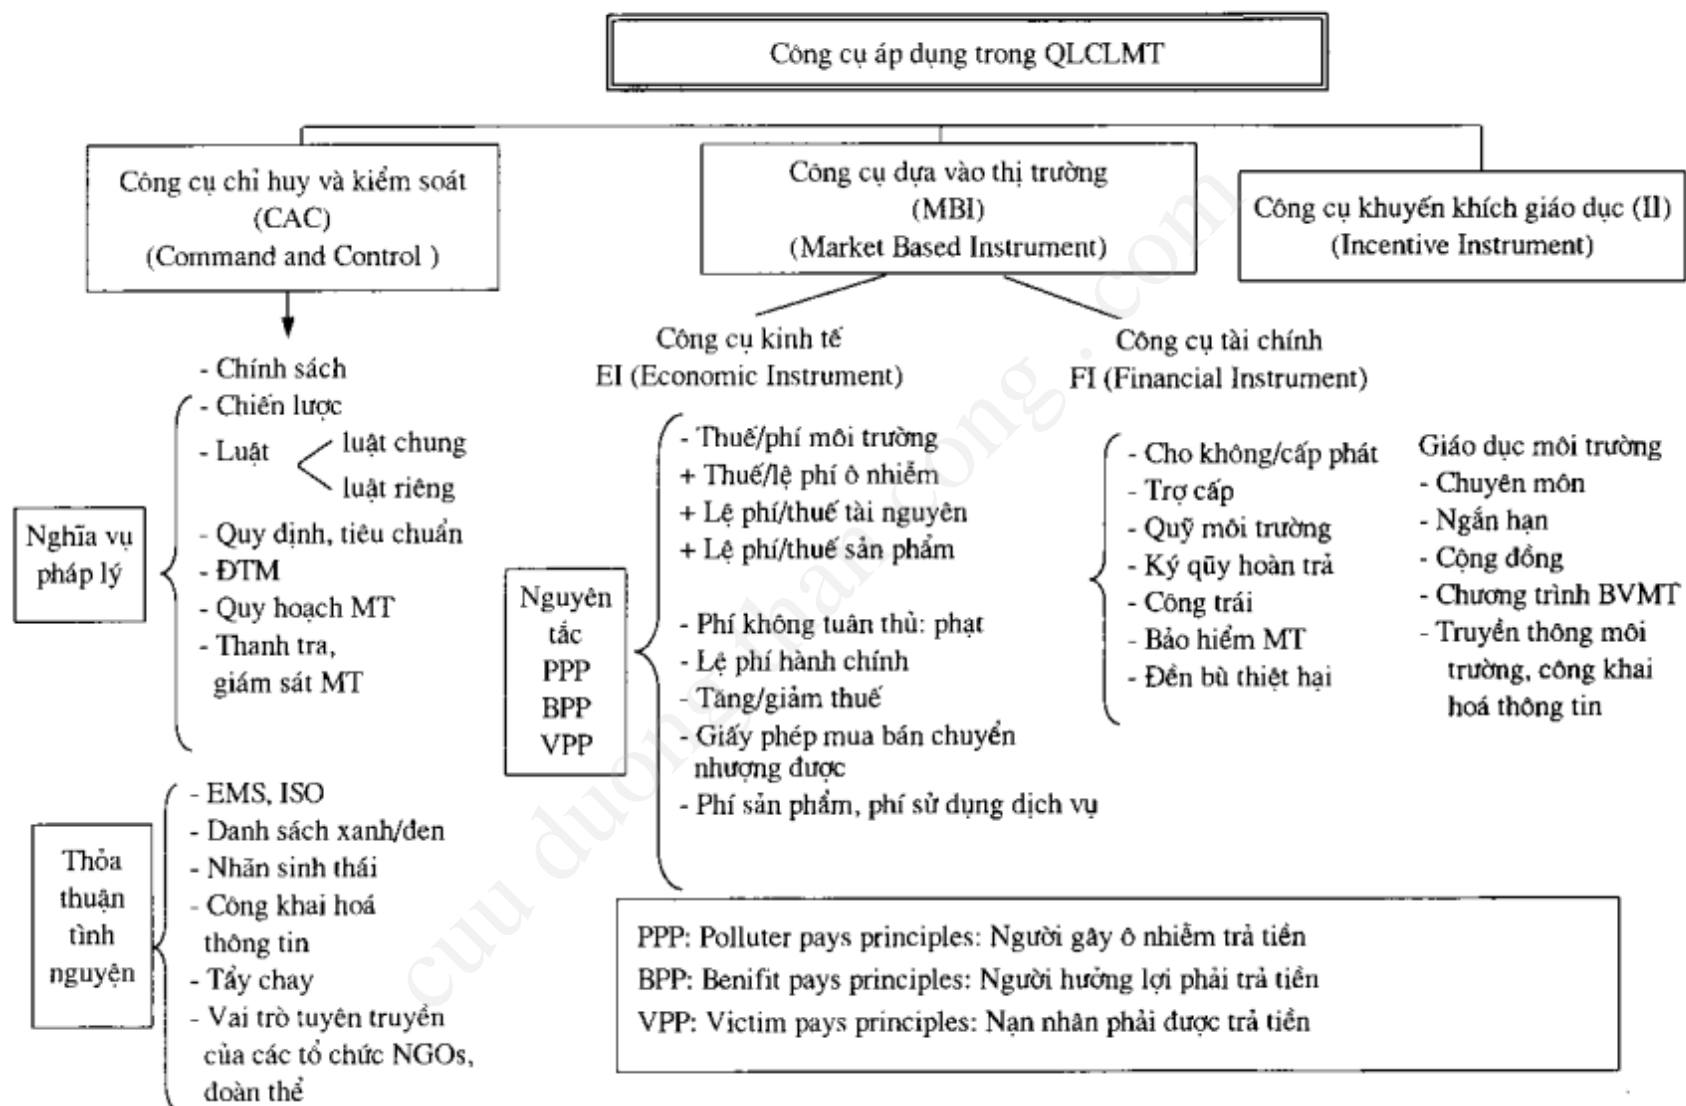 Công cụ áp dụng trong QLCLMT
Công cụ chỉ huy và kiểm soát
(CAC)
(Command and Control )
Công cụ dựa vào thị trường
(MBI)
(Market Based Instrument)
Công cụ khuyến khích giáo dục (II)
(Incentive Instrument)
Nghĩa vụ
pháp lý
- Chính sách
- Chiến lược
- Luật
luật chung
luật riêng
- Quy định, tiêu chuẩn
- ĐTM
- Quy hoạch MT
- Thanh tra,
giám sát MT
Thỏa
thuận
tình
nguyện
- EMS, ISO
- Danh sách xanh/đen
- Nhãn sinh thái
- Công khai hoá
thông tin
- Tẩy chay
- Vai trò tuyên truyền
của các tổ chức NGOs,
đoàn thể
Công cụ kinh tế
EI (Economic Instrument)
Nguyên
tắc
PPP
BPP
VPP
- Thuế/phí môi trường
+ Thuế/lệ phí ô nhiễm
+ Lệ phí/thuế tài nguyên
+ Lệ phí/thuế sản phẩm
- Phí không tuân thủ: phạt
- Lệ phí hành chính
- Tăng/giảm thuế
- Giấy phép mua bán chuyển
nhượng được
- Phí sản phẩm, phí sử dụng dịch vụ
Công cụ tài chính
FI (Financial Instrument)
- Cho không/cấp phát
- Trợ cấp
- Quỹ môi trường
- Ký qũy hoàn trả
- Công trái
- Bảo hiểm MT
- Đền bù thiệt hại
Giáo dục môi trường
- Chuyên môn
- Ngắn hạn
- Cộng đồng
- Chương trình BVMT
- Truyền thông môi
trường, công khai
hoá thông tin
PPP: Polluter pays principles: Người gây ô nhiễm trả tiền
BPP: Benifit pays principles: Người hưởng lợi phải trả tiền
VPP: Victim pays principles: Nạn nhân phải được trả tiền
cuu duong than cong . com